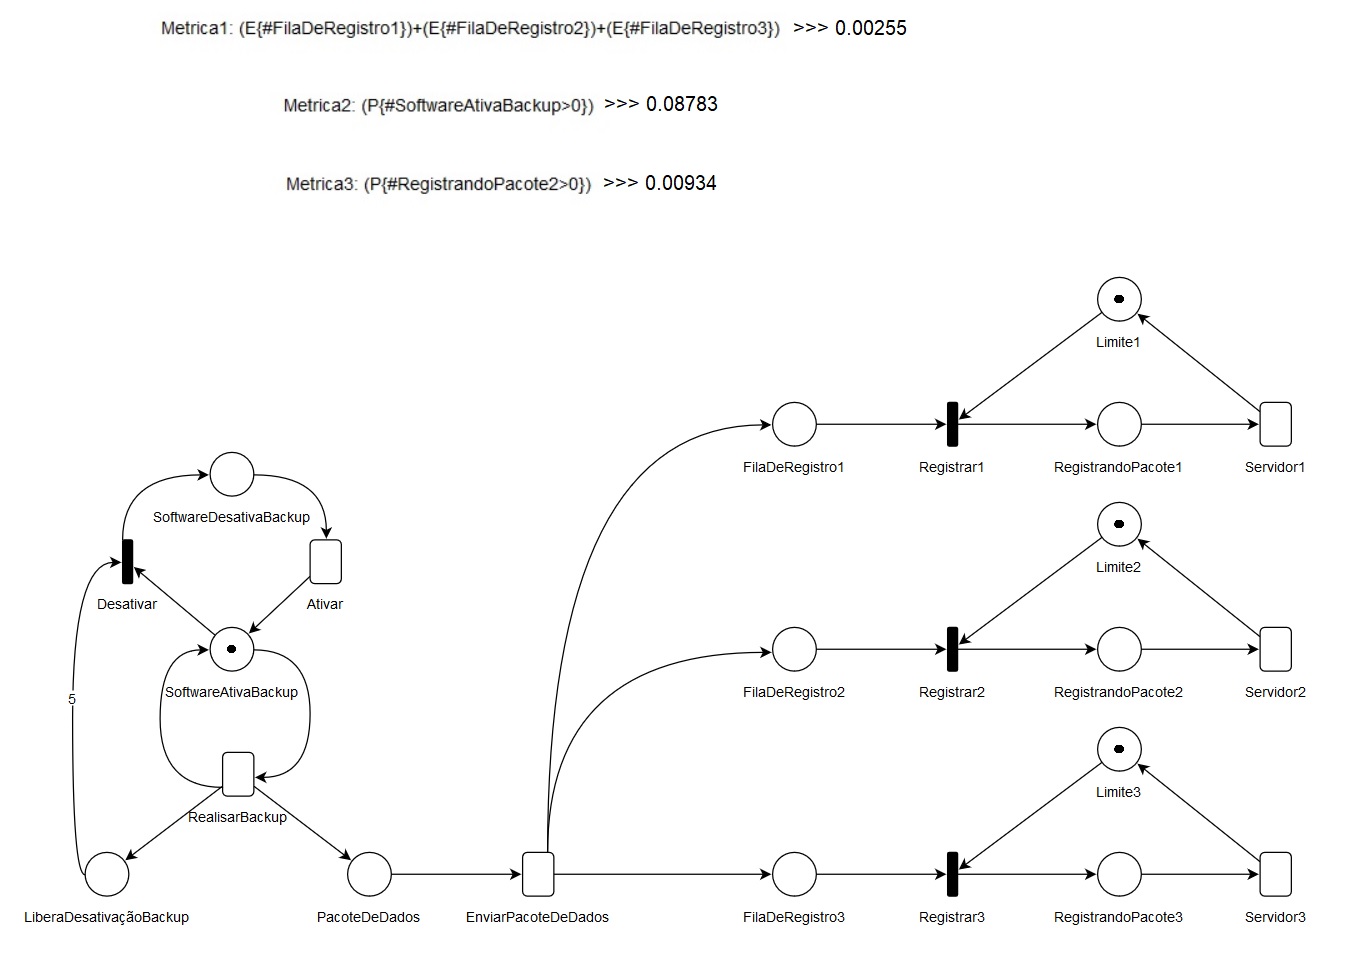 Metrica1: (E{#FilaDeRegistro1})+(E{#FilaDeRegistro2})+(E{#FilaDeRegistro3}) >>> 0.00255
Metrica2: (P{#SoftwareAtivaBackup>0}) >>> 0.08783
Metrica3: (P{#RegistrandoPacote2>0}) >>> 0.00934
Limite1
FilaDeRegistro1
Registrar1
RegistrandoPacote1
Servidor1
SoftwareDesativaBackup
Limite2
Desativar
Ativar
SoftwareAtivaBackup
FilaDeRegistro2
Registrar2
RegistrandoPacote2
Servidor2
5
Limite3
RealisarBackup
LiberaDesativaçãoBackup
PacoteDeDados
EnviarPacoteDeDados
FilaDeRegistro3
Registrar3
RegistrandoPacote3
Servidor3